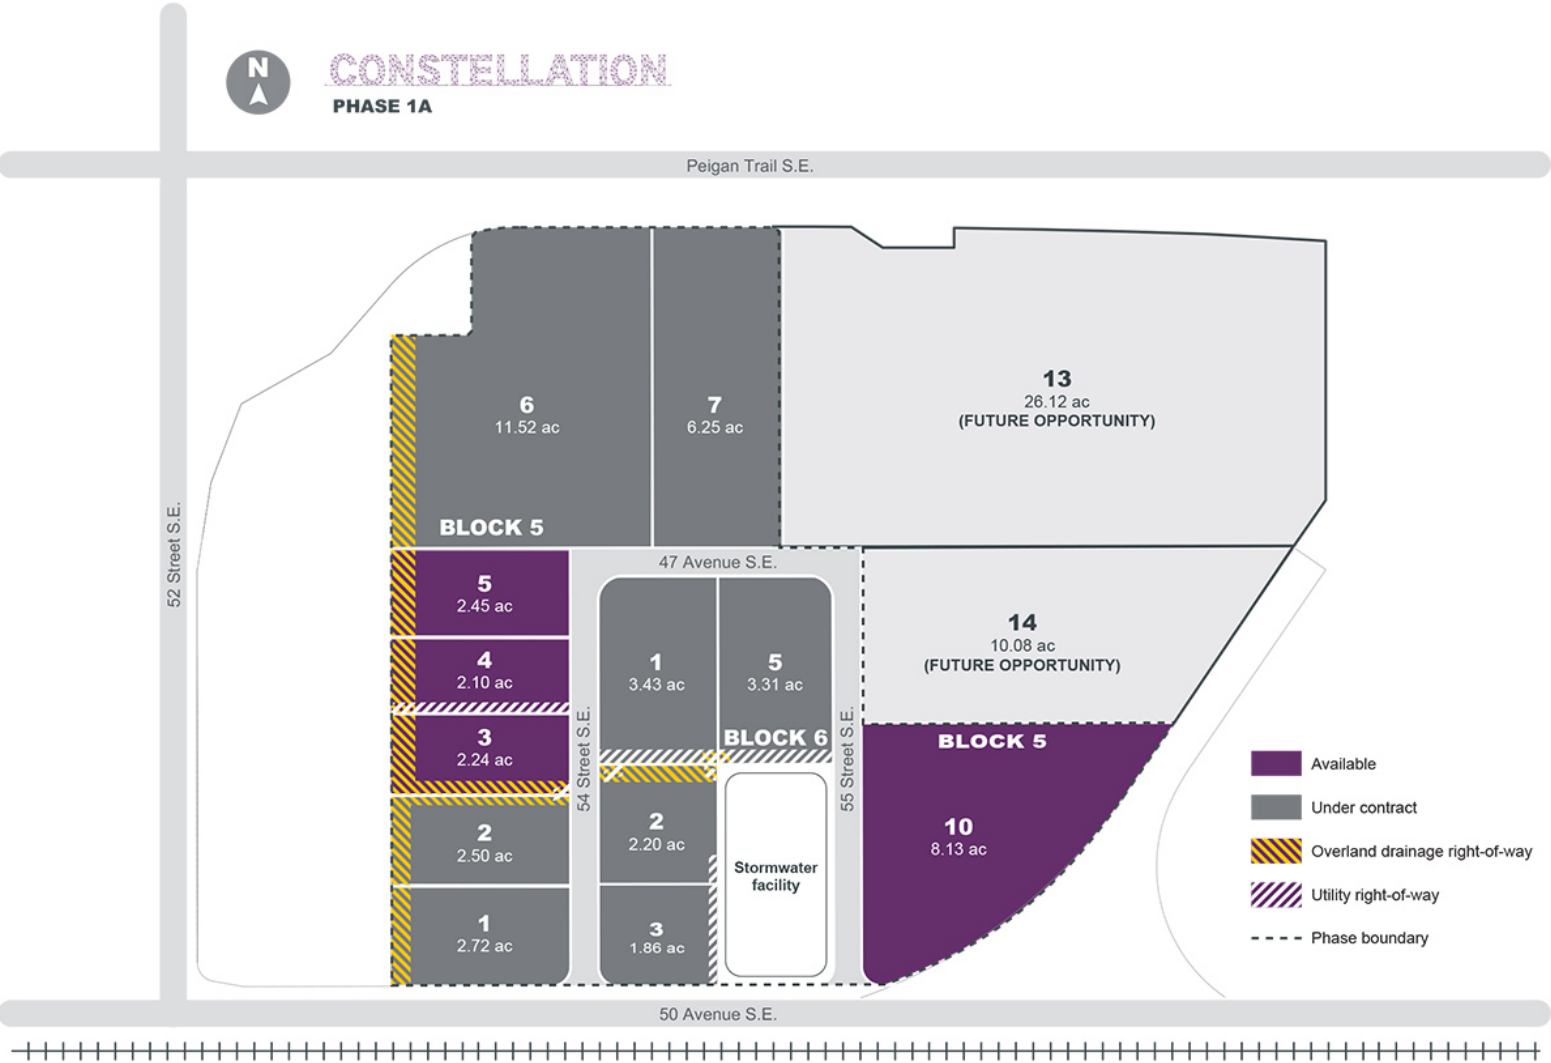 N
CONSTELLATION
PHASE 1A
Peigan Trail S.E.
52 Street S.E.
6
11.52 ac
7
6.25 ac
13
26.12 ac
(FUTURE OPPORTUNITY)
BLOCK 5
47 Avenue S.E.
5
2.45 ac
4
2.10 ac
3
2.24 ac
2
2.50 ac
1
2.72 ac
54 Street S.E.
1
3.43 ac
5
3.31 ac
BLOCK 6
2
2.20 ac
3
1.86 ac
Stormwater
facility
55 Street S.E.
14
10.08 ac
(FUTURE OPPORTUNITY)
BLOCK 5
10
8.13 ac
Available
Under contract
Overland drainage right-of-way
Utility right-of-way
Phase boundary
50 Avenue S.E.